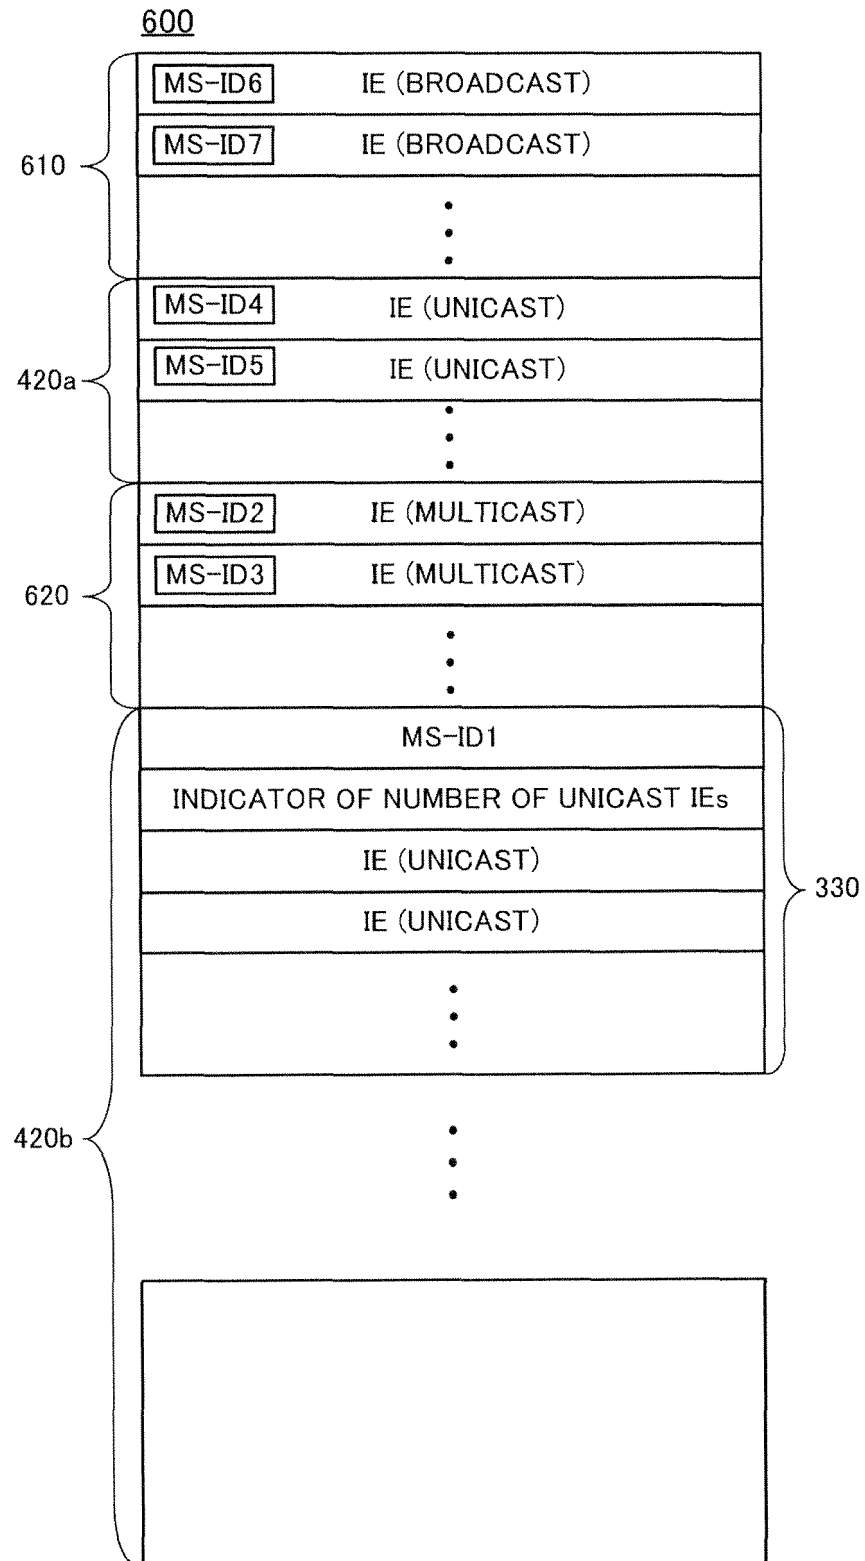 600
MS-ID6 IE (BROADCAST)
MS-ID7 IE (BROADCAST)
610
MS-ID4 IE (UNICAST)
MS-ID5 IE (UNICAST)
420a
MS-ID2 IE (MULTICAST)
MS-ID3 IE (MULTICAST)
620
MS-ID1
INDICATOR OF NUMBER OF UNICAST IEs
IE (UNICAST)
330
IE (UNICAST)
420b